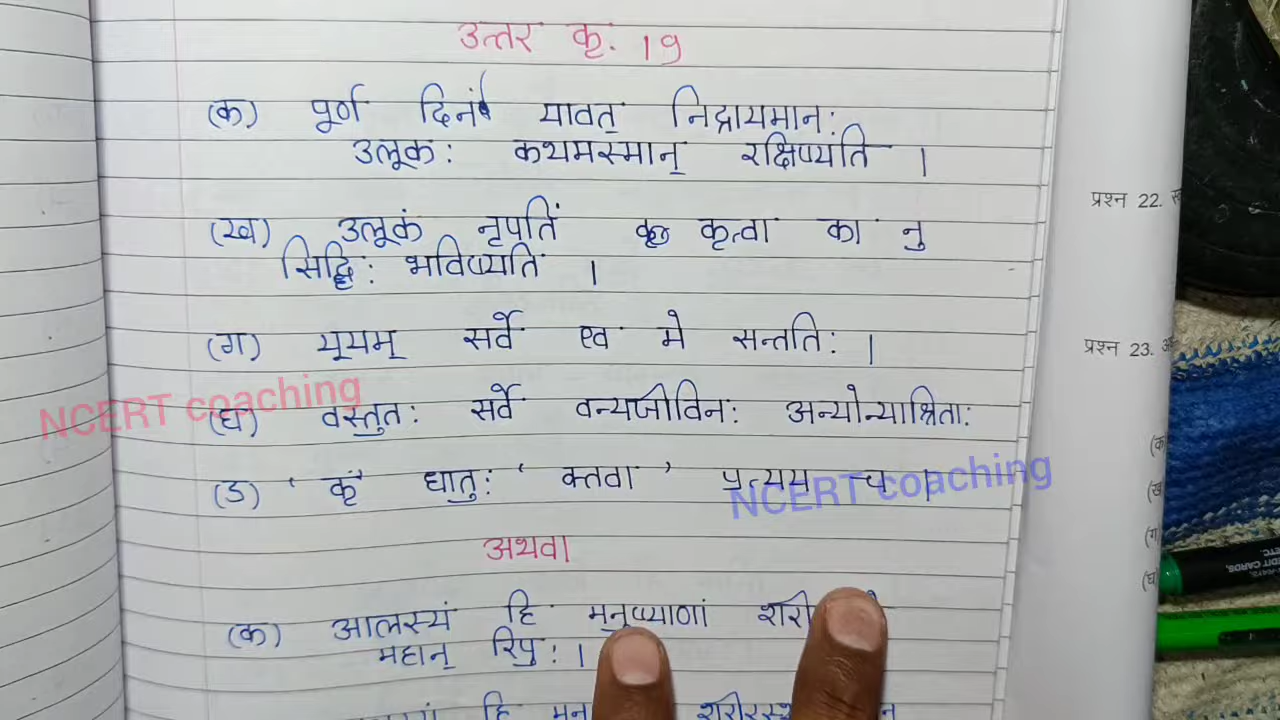 उत्तर कृ. 19
(क) पूर्ण दिनं यावत् निद्रायमानः
उलूकः कथमस्मान् रक्षिष्यति ।
(ख) उलूकं नृपतिं कृत्वा का नु
सिद्धिः भविष्यति ।
प्रश्न 22.
(ग) यूयम् सर्वे एव मे सन्ततिः ।
प्रश्न 23.
NCERT coaching
(घ) वस्तुतः सर्वे वन्यजीविनः अन्योन्याश्रिताः
(ड) ' कृ धातुः ' क्तवा ' प्रत्यय च ।
NCERT coaching
अथवा
(क) आलस्यं हि मनुष्याणां
महान् रिपुः ।
हि